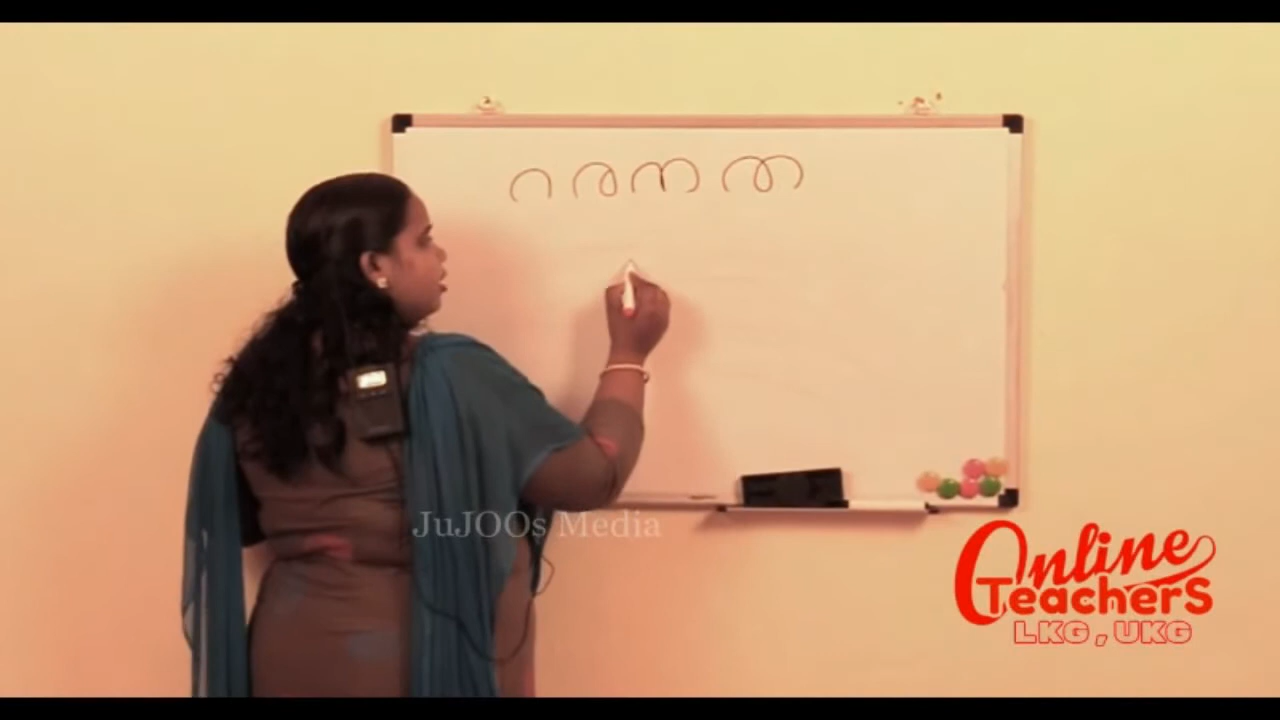 റ ര ന ത
JuJOOs Media
Online
TeacherS
LKG , UKG